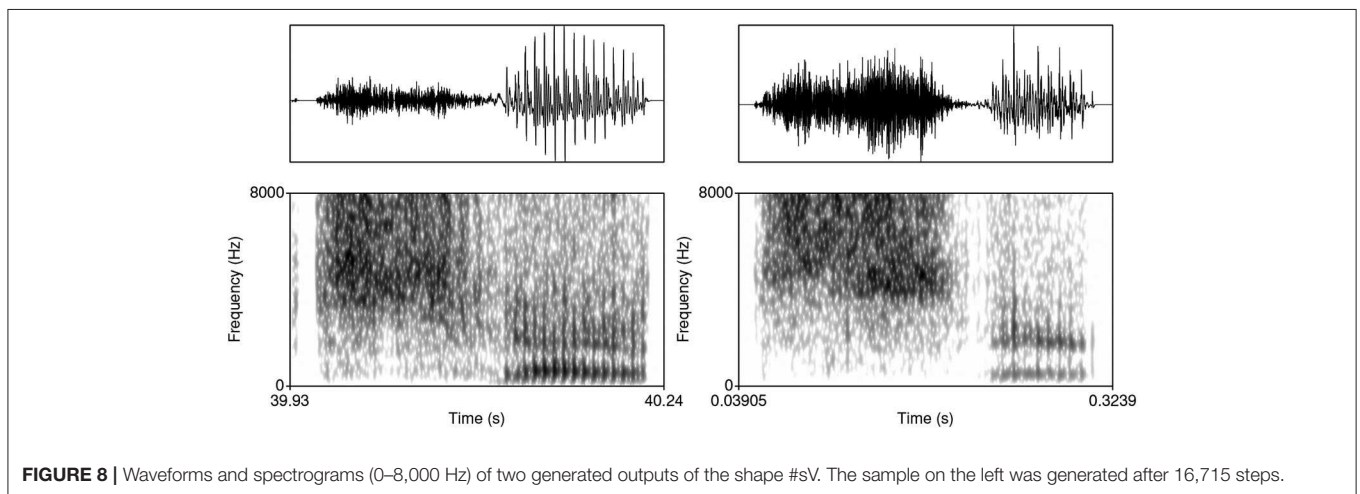 8000
Frequency (Hz)
0
39.93
40.24
Time (s)
8000
Frequency (Hz)
0
0.03905
0.3239
Time (s)
FIGURE 8 | Waveforms and spectrograms (0–8,000 Hz) of two generated outputs of the shape #sV. The sample on the left was generated after 16,715 steps.